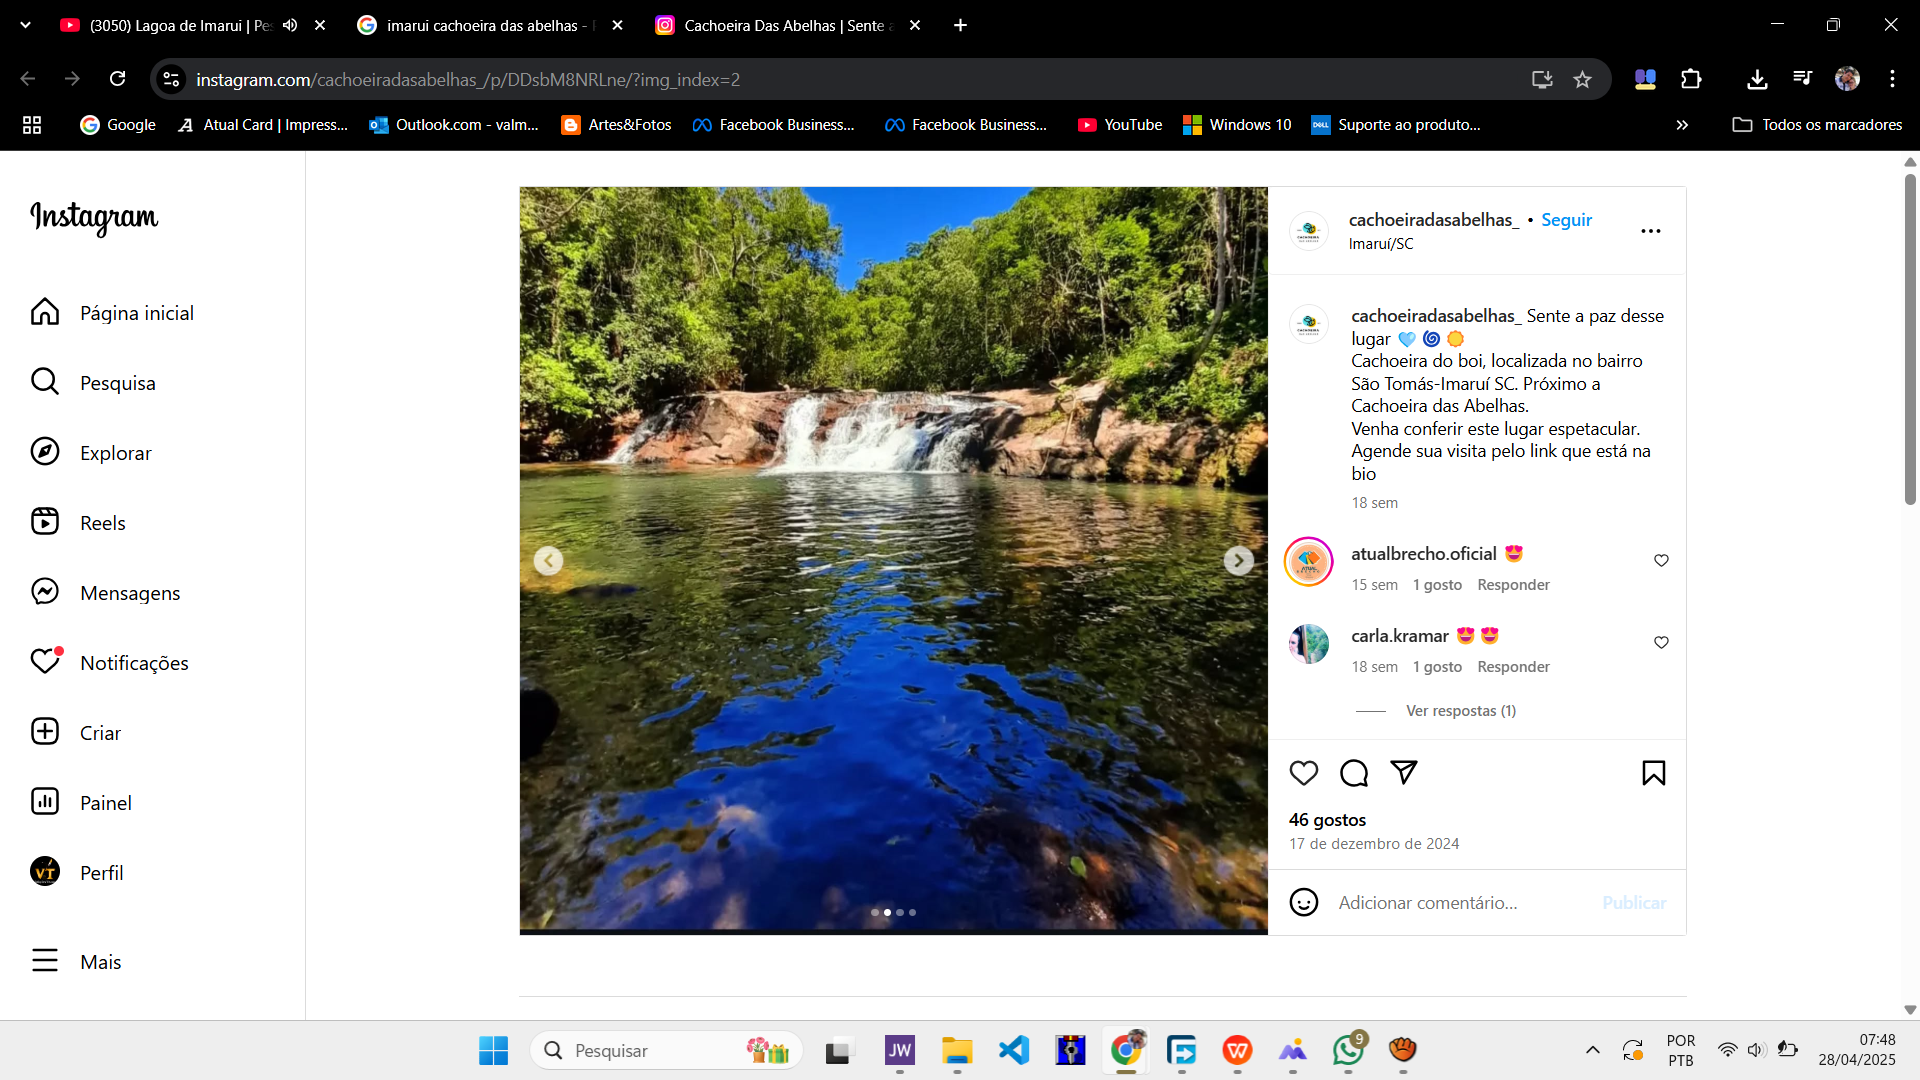 (3050) Lagoa de Imarui | Pes
imarui cachoeira das abelhas -
Cachoeira Das Abelhas | Sente a
instagram.com/cachoeiradasabelhas_/p/DDsbM8NRLne/?img_index=2
Google
Atual Card | Impress...
Outlook.com - valm...
Artes&Fotos
Facebook Business...
Facebook Business...
YouTube
Windows 10
DELL
Suporte ao produto...
Todos os marcadores
Instagram
Página inicial
Pesquisa
Explorar
Reels
Mensagens
Notificações
Criar
Painel
VT
Perfil
Mais
cachoeiradasabelhas_ • Seguir
Imaruí/SC
cachoeiradasabelhas_ Sente a paz desse
lugar 🩵 🌀 🌞
Cachoeira do boi, localizada no bairro
São Tomás-Imaruí SC. Próximo a
Cachoeira das Abelhas.
Venha conferir este lugar espetacular.
Agende sua visita pelo link que está na
bio
18 sem
atualbrecho.oficial 😍
15 sem 1 gosto Responder
carla.kramar 😍 😍
18 sem 1 gosto Responder
Ver respostas (1)
46 gostos
17 de dezembro de 2024
Adicionar comentário...
Publicar
Pesquisar
JW
9
POR
PTB
07:48
28/04/2025